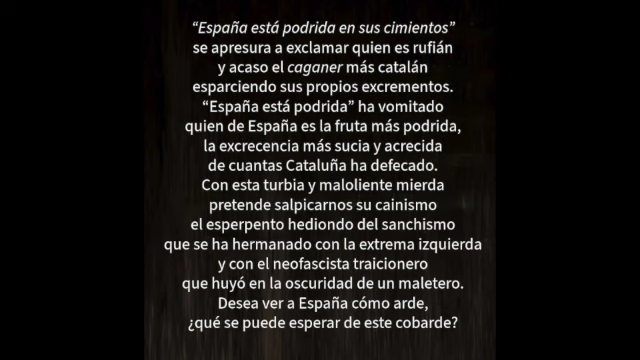 “España está podrida en sus cimientos”
se apresura a exclamar quien es rufián
y acaso el caganer más catalán
esparciendo sus propios excrementos.
“España está podrida” ha vomitado
quien de España es la fruta más podrida,
la excrecencia más sucia y acrecida
de cuantas Cataluña ha defecado.
Con esta turbia y maloliente mierda
pretende salpicarnos su cainismo
el esperpento hediondo del sanchismo
que se ha hermanado con la extrema izquierda
y con el neofascista traicionero
que huyó en la oscuridad de un maletero.
Desea ver a España cómo arde,
¿qué se puede esperar de este cobarde?